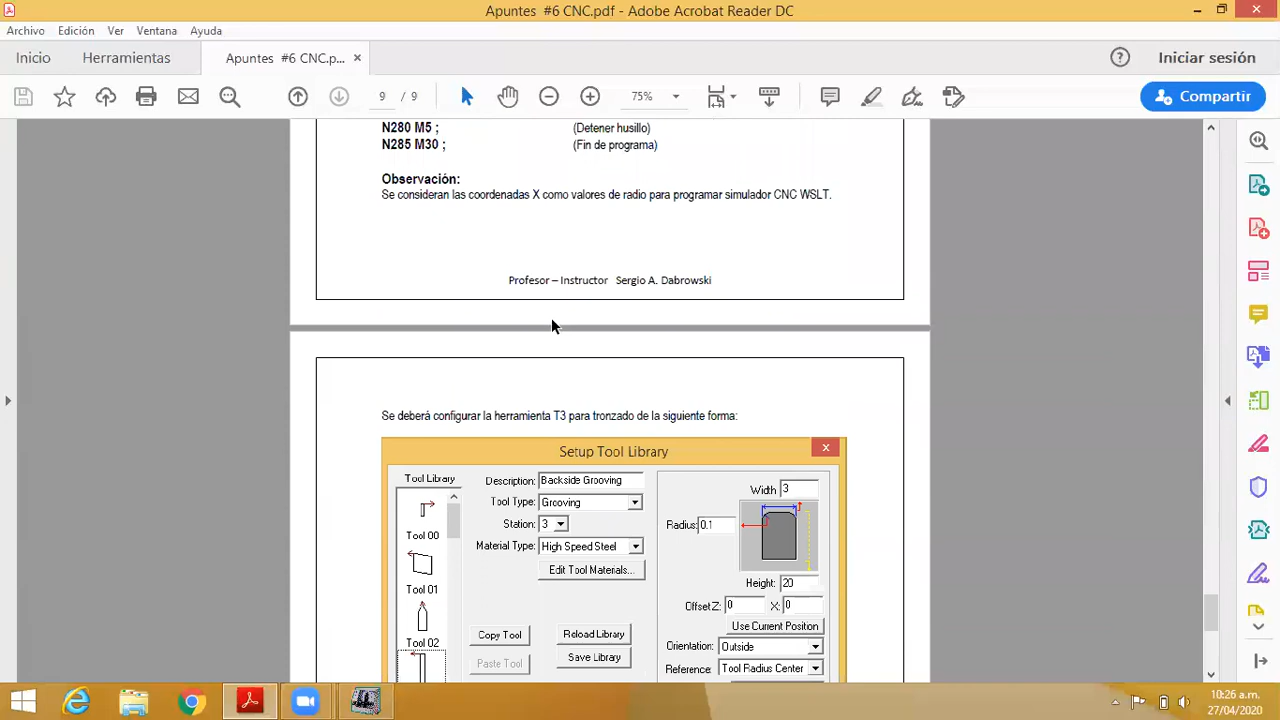 Apuntes #6 CNC.pdf - Adobe Acrobat Reader DC
Archivo Edición Ver Ventana Ayuda
Inicio Herramientas Apuntes #6 CNC.p... × Iniciar sesión
9 / 9 75% Compartir
N280 M5 ; (Detener husillo)
N285 M30 ; (Fin de programa)
Observación:
Se consideran las coordenadas X como valores de radio para programar simulador CNC WSLT.
Profesor – Instructor Sergio A. Dabrowski
Se deberá configurar la herramienta T3 para tronzado de la siguiente forma:
Setup Tool Library
Tool Library
Tool 00
Tool 01
Tool 02
Description: Backside Grooving
Tool Type: Grooving
Station: 3
Material Type: High Speed Steel
Edit Tool Materials...
Copy Tool Reload Library
Paste Tool Save Library
Width 3
Radius: 0.1
Height: 20
Offset Z: 0 X: 0
Use Current Position
Orientation: Outside
Reference: Tool Radius Center
10:26 a.m.
27/04/2020